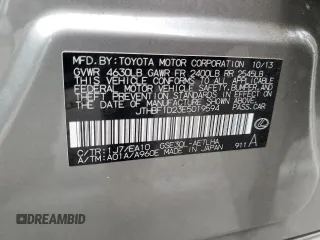 MFD. BY: TOYOTA MOTOR CORPORATION 10/13
GVWR 4630LB GAWR FR 2400LB RR 2545LB
THIS VEHICLE CONFORMS TO ALL APPLICABLE
FEDERAL MOTOR VEHICLE SAFETY, BUMPER, AND
THEFT PREVENTION STANDARDS IN EFFECT ON THE DATE
OF MANUFACTURE SHOWN ABOVE.
JTHBF1D23E5019594 PASS. CAR
C/TR: 1J7/EA10 GSE30L-AETLHA
A/TM: A01A/A960E MADE IN JAPAN 911 A